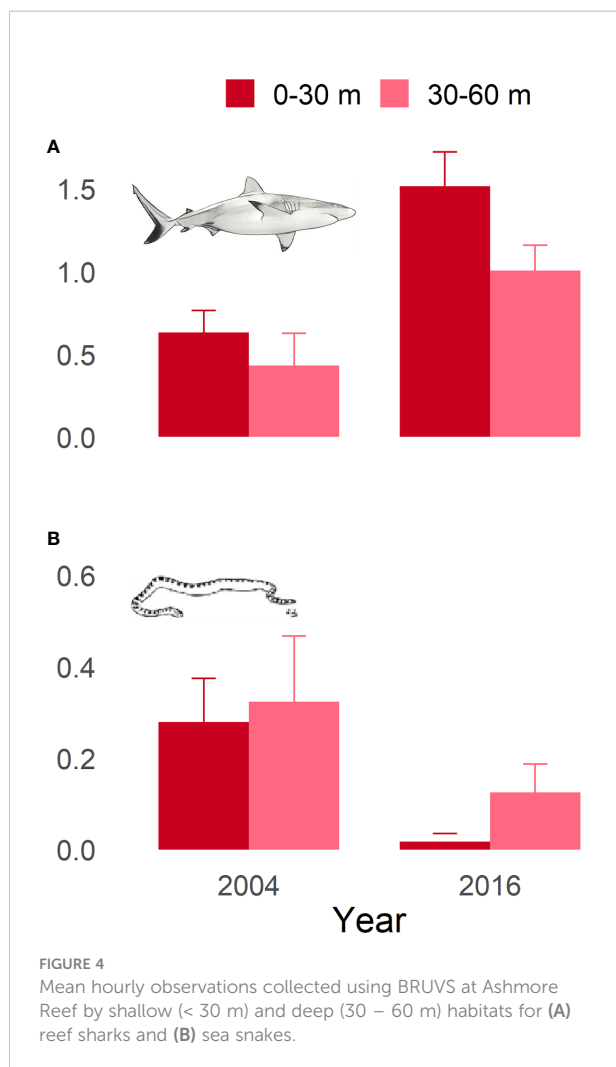 0-30 m 30-60 m
A
1.5
1.0
0.5
0.0
B
0.6
0.4
0.2
0.0
2004 2016
Year
FIGURE 4
Mean hourly observations collected using BRUVS at Ashmore
Reef by shallow (< 30 m) and deep (30 – 60 m) habitats for (A)
reef sharks and (B) sea snakes.